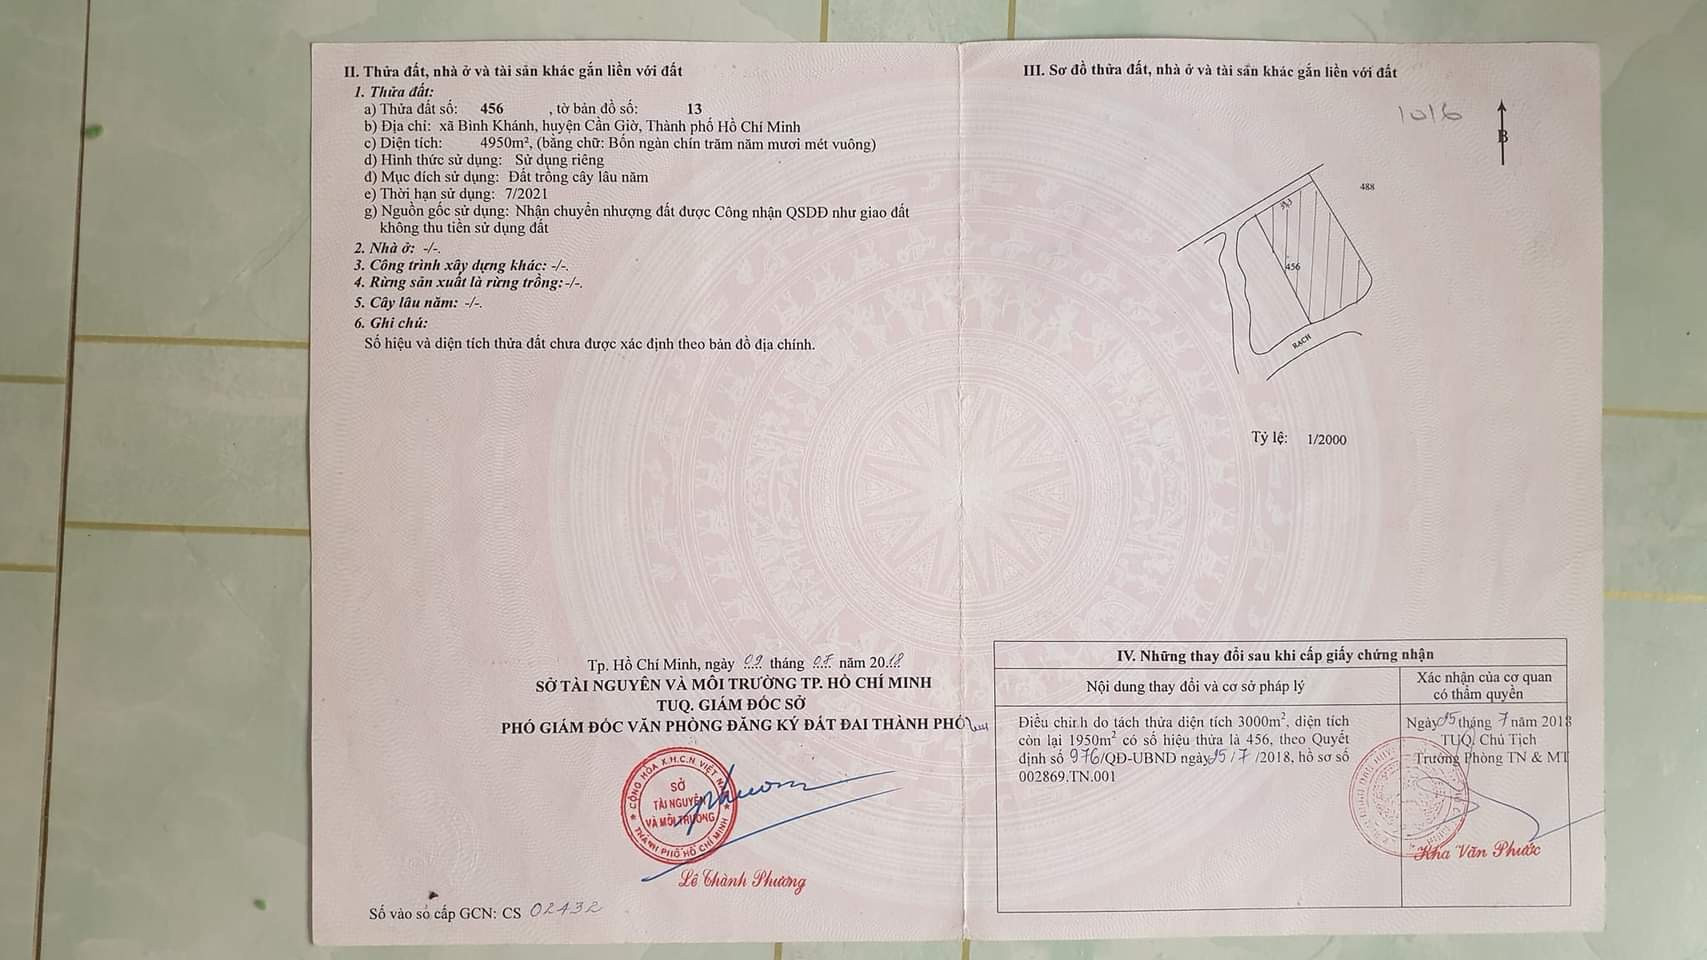 II. Thửa đất, nhà ở và tài sản khác gắn liền với đất
1. Thửa đất:
a) Thửa đất số: 456 , tờ bản đồ số: 13
b) Địa chỉ: xã Bình Khánh, huyện Cần Giờ, Thành phố Hồ Chí Minh
c) Diện tích: 4950m², (bằng chữ: Bốn ngàn chín trăm năm mươi mét vuông)
d) Hình thức sử dụng: Sử dụng riêng
đ) Mục đích sử dụng: Đất trồng cây lâu năm
e) Thời hạn sử dụng: 7/2021
g) Nguồn gốc sử dụng: Nhận chuyển nhượng đất được Công nhận QSDĐ như giao đất
không thu tiền sử dụng đất
2. Nhà ở: -/-.
3. Công trình xây dựng khác: -/-.
4. Rừng sản xuất là rừng trồng: -/-.
5. Cây lâu năm: -/-.
6. Ghi chú:
Số hiệu và diện tích thửa đất chưa được xác định theo bản đồ địa chính.
Tp. Hồ Chí Minh, ngày 09 tháng 07 năm 2018
SỞ TÀI NGUYÊN VÀ MÔI TRƯỜNG TP. HỒ CHÍ MINH
TUQ. GIÁM ĐỐC SỞ
PHÓ GIÁM ĐỐC VĂN PHÒNG ĐĂNG KÝ ĐẤT ĐAI THÀNH PHỐ
CỘNG HÒA X.H.C.N VIỆT NAM
SỞ
TÀI NGUYÊN
VÀ MÔI TRƯỜNG
THÀNH PHỐ HỒ CHÍ MINH
Lê Thành Phương
Số vào sổ cấp GCN: CS 02432
III. Sơ đồ thửa đất, nhà ở và tài sản khác gắn liền với đất
1016
B
488
456
RẠCH
Tỷ lệ: 1/2000
IV. Những thay đổi sau khi cấp giấy chứng nhận
Nội dung thay đổi và cơ sở pháp lý
Xác nhận của cơ quan
có thẩm quyền
Điều chỉnh do tách thửa diện tích 3000m², diện tích
còn lại 1950m² có số hiệu thửa là 456, theo Quyết
định số 976/QĐ-UBND ngày 25/7/2018, hồ sơ số
002869.TN.001
Ngày 25 tháng 7 năm 2018
TUQ. Chủ Tịch
Trưởng Phòng TN & MT
Kha Văn Phước